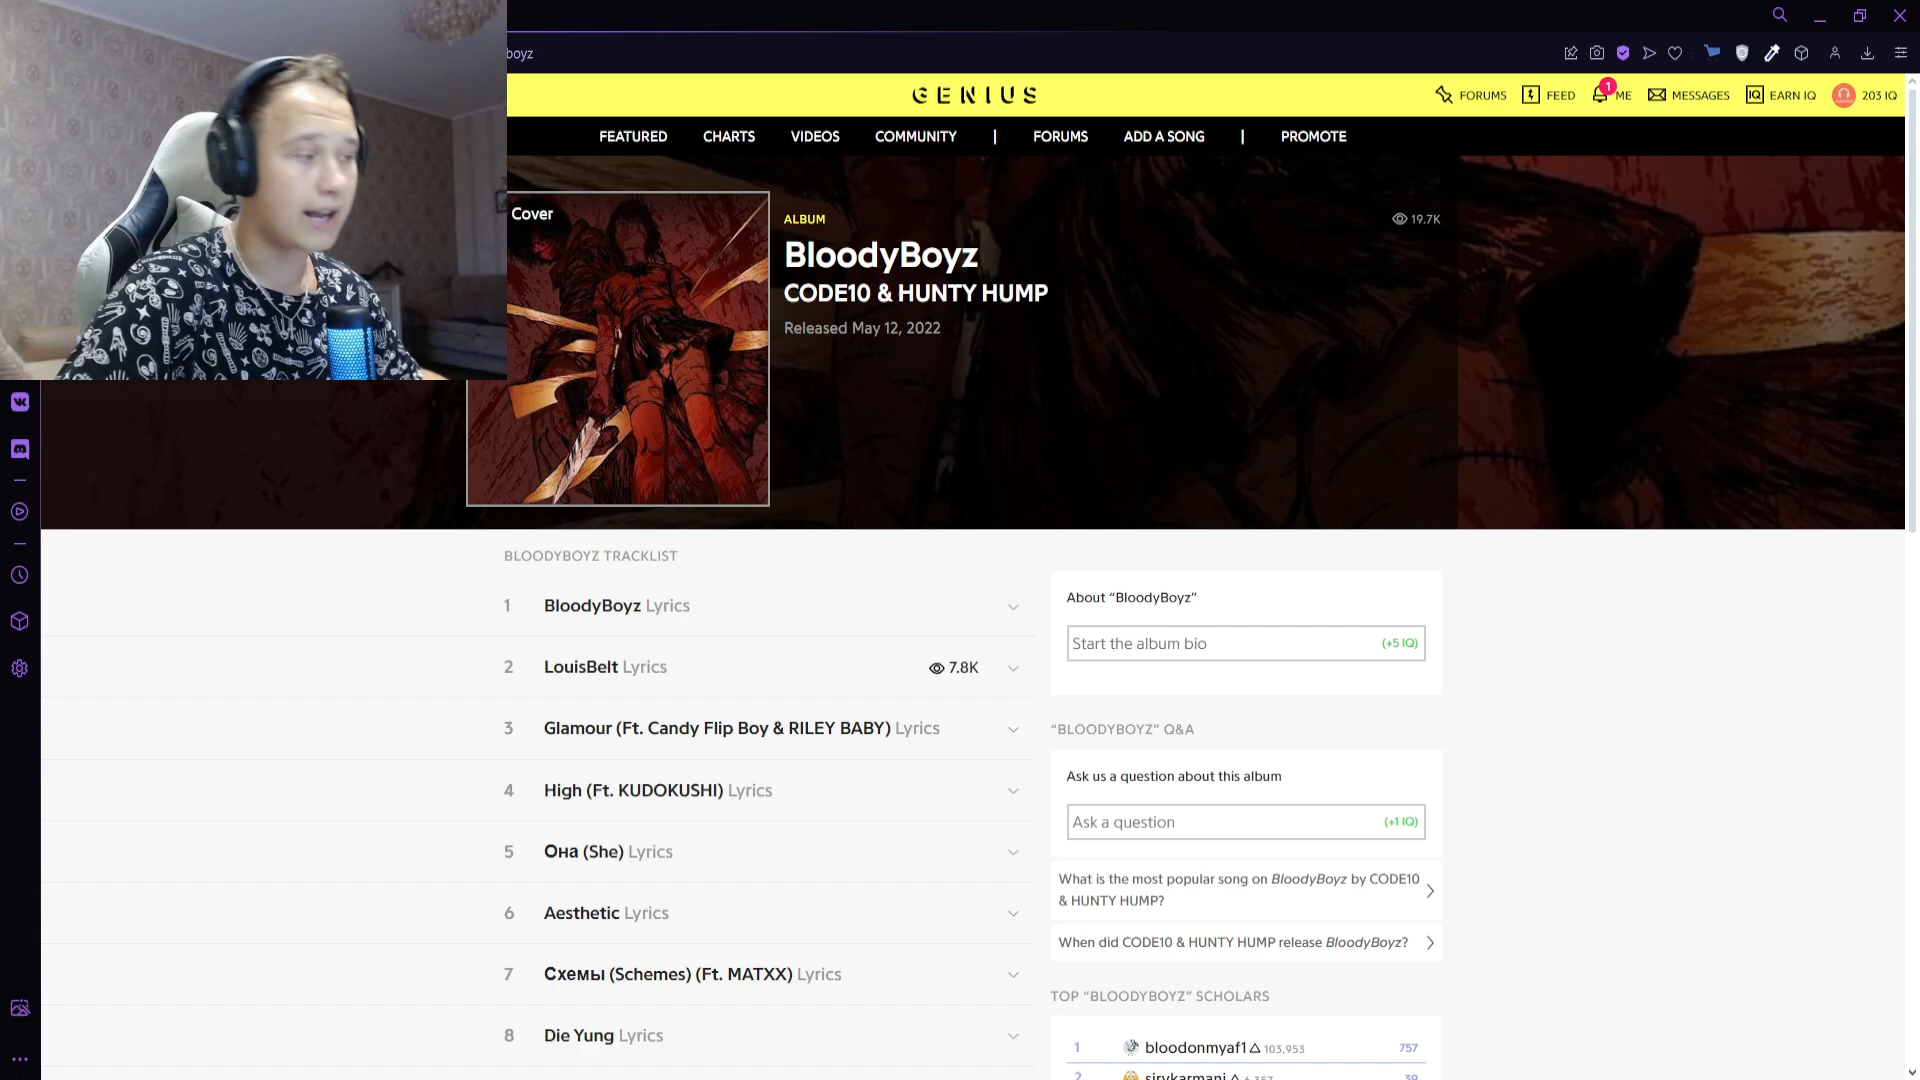 boyz
GENIUS
FORUMS
FEED
1
ME
MESSAGES
IQ EARN IQ
203 IQ
FEATURED
CHARTS
VIDEOS
COMMUNITY
|
FORUMS
ADD A SONG
|
PROMOTE
Cover
ALBUM
19.7K
BloodyBoyz
CODE10 & HUNTY HUMP
Released May 12, 2022
BLOODYBOYZ TRACKLIST
1 BloodyBoyz Lyrics
2 LouisBelt Lyrics 7.8K
3 Glamour (Ft. Candy Flip Boy & RILEY BABY) Lyrics
4 High (Ft. KUDOKUSHI) Lyrics
5 Она (She) Lyrics
6 Aesthetic Lyrics
7 Схемы (Schemes) (Ft. MATXX) Lyrics
8 Die Yung Lyrics
About “BloodyBoyz”
Start the album bio (+5 IQ)
“BLOODYBOYZ” Q&A
Ask us a question about this album
Ask a question (+1 IQ)
What is the most popular song on BloodyBoyz by CODE10
& HUNTY HUMP?
When did CODE10 & HUNTY HUMP release BloodyBoyz?
TOP “BLOODYBOYZ” SCHOLARS
1 bloodonmyaf1 103,953 757
2 sirykarmani 6,357 39